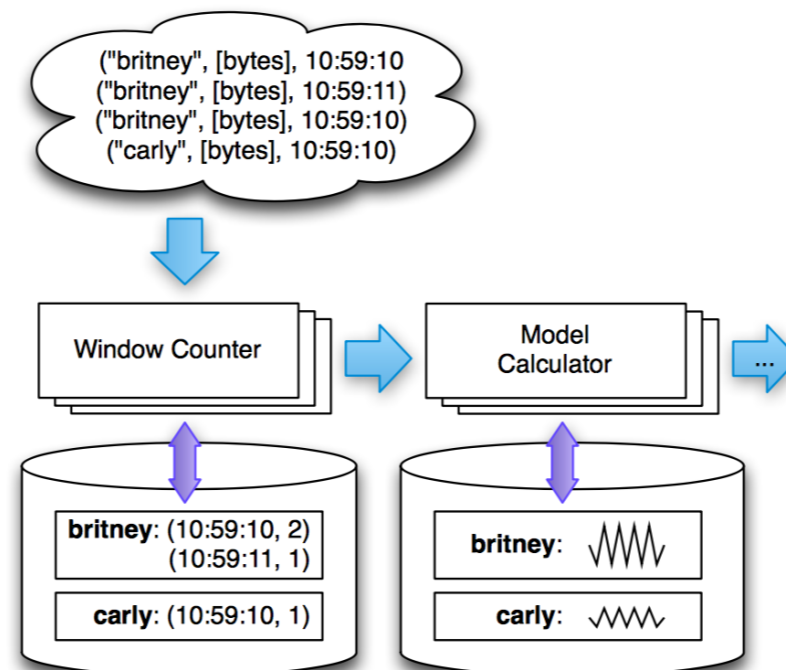 ("britney", [bytes], 10:59:10
("britney", [bytes], 10:59:11)
("britney", [bytes], 10:59:10)
("carly", [bytes], 10:59:10)
Window Counter
Model
Calculator
...
britney: (10:59:10, 2)
(10:59:11, 1)
carly: (10:59:10, 1)
britney:
carly: